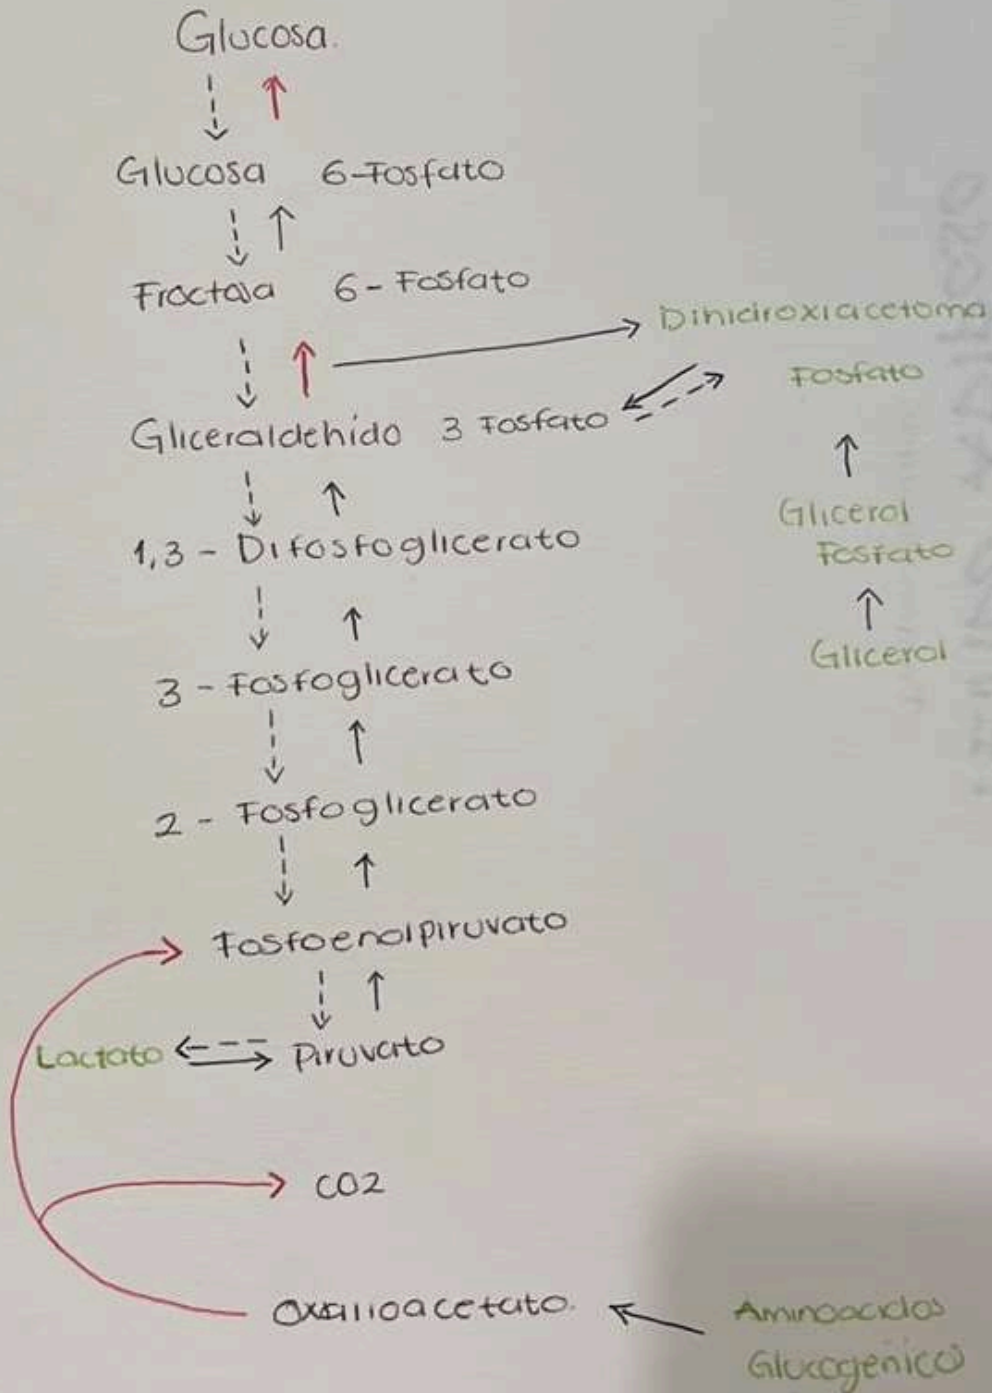 Glucosa.
Glucosa 6-Fosfato
Fructosa 6-Fosfato
Dihidroxiacetona
Fosfato
Gliceraldehido 3 Fosfato
Glicerol
Fosfato
1,3 - Difosfoglicerato
Glicerol
3 - Fosfoglicerato
2 - Fosfoglicerato
Fosfoenolpiruvato
Lactato Piruvato
CO2
Oxalioacetato.
Aminoacidos
Glucogenicos